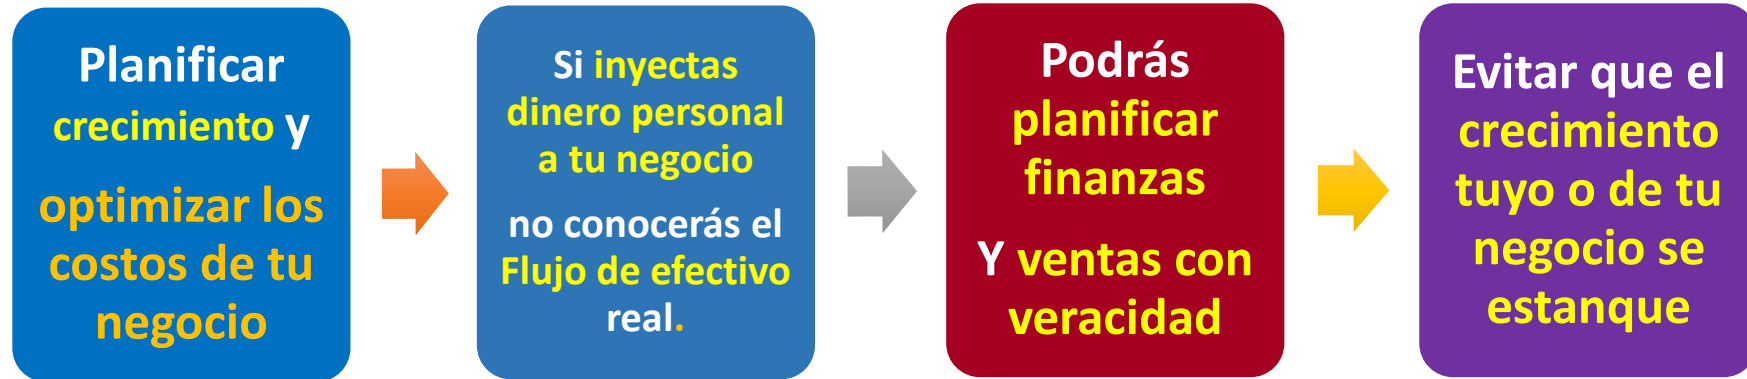 Planificar
crecimiento y
optimizar los
costos de tu
negocio
Si inyectas
dinero personal
a tu negocio
no conocerás el
Flujo de efectivo
real.
Podrás
planificar
finanzas
Y ventas con
veracidad
Evitar que el
crecimiento
tuyo o de tu
negocio se
estanque